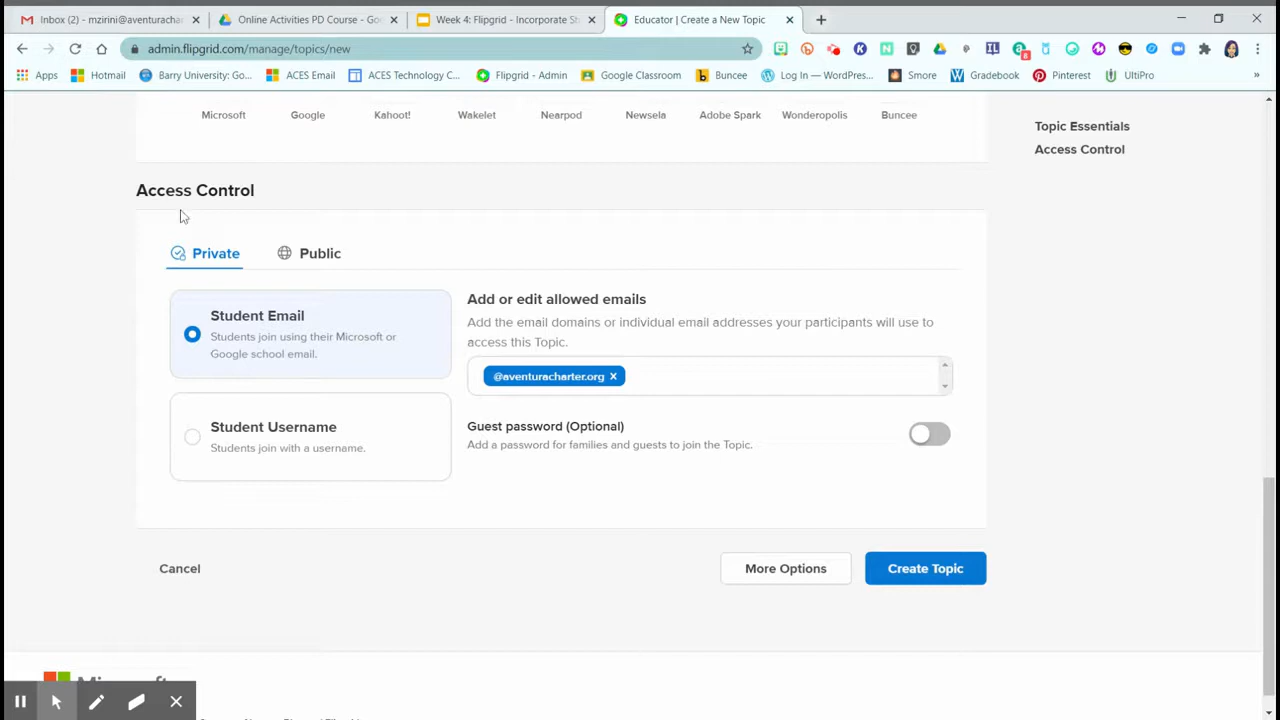 Inbox (2) - mzirini@aventurachar
Online Activities PD Course - Go
Week 4: Flipgrid - Incorporate St
Educator | Create a New Topic
admin.flipgrid.com/manage/topics/new
Apps
Hotmail
Barry University: Go...
ACES Email
ACES Technology C...
Flipgrid - Admin
Google Classroom
Buncee
Log In — WordPres...
Smore
Gradebook
Pinterest
UltiPro
Microsoft
Google
Kahoot!
Wakelet
Nearpod
Newsela
Adobe Spark
Wonderopolis
Buncee
Topic Essentials
Access Control
Access Control
Private
Public
Student Email
Students join using their Microsoft or
Google school email.
Student Username
Students join with a username.
Add or edit allowed emails
Add the email domains or individual email addresses your participants will use to
access this Topic.
@aventuracharter.org ×
Guest password (Optional)
Add a password for families and guests to join the Topic.
Cancel
More Options
Create Topic